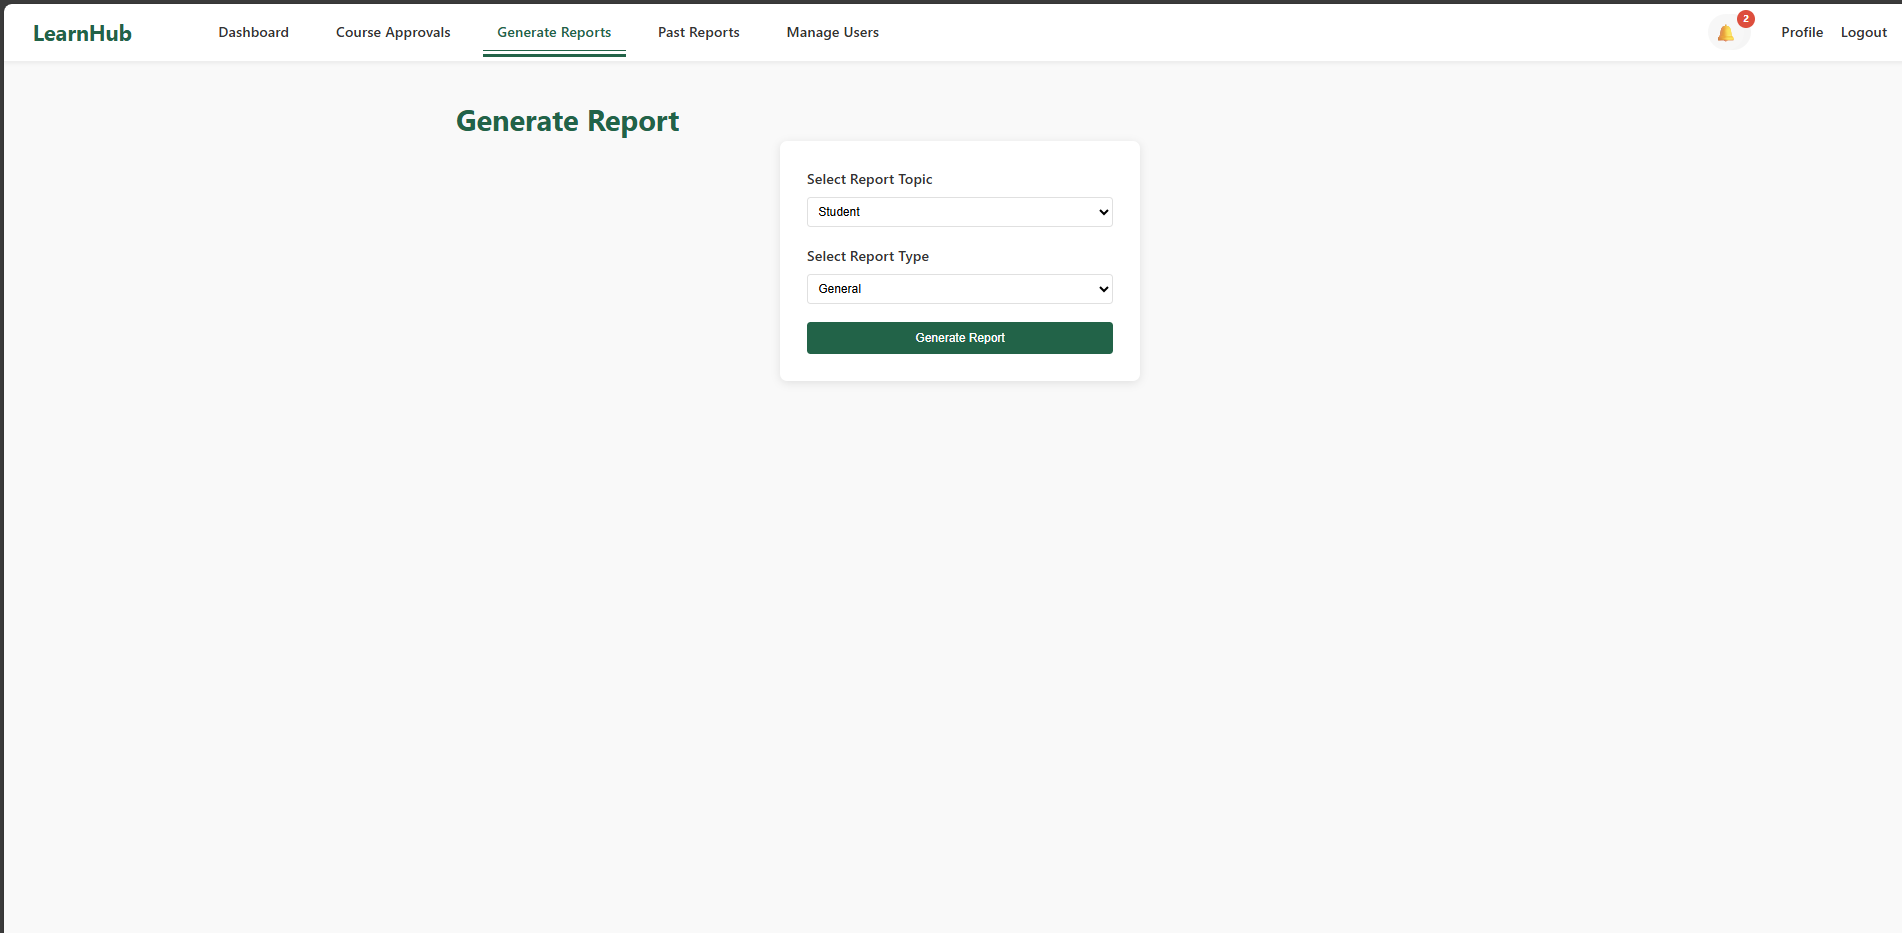 LearnHub Dashboard Course Approvals Generate Reports Past Reports Manage Users 2 Profile Logout
Generate Report
Select Report Topic
Student
Select Report Type
General
Generate Report